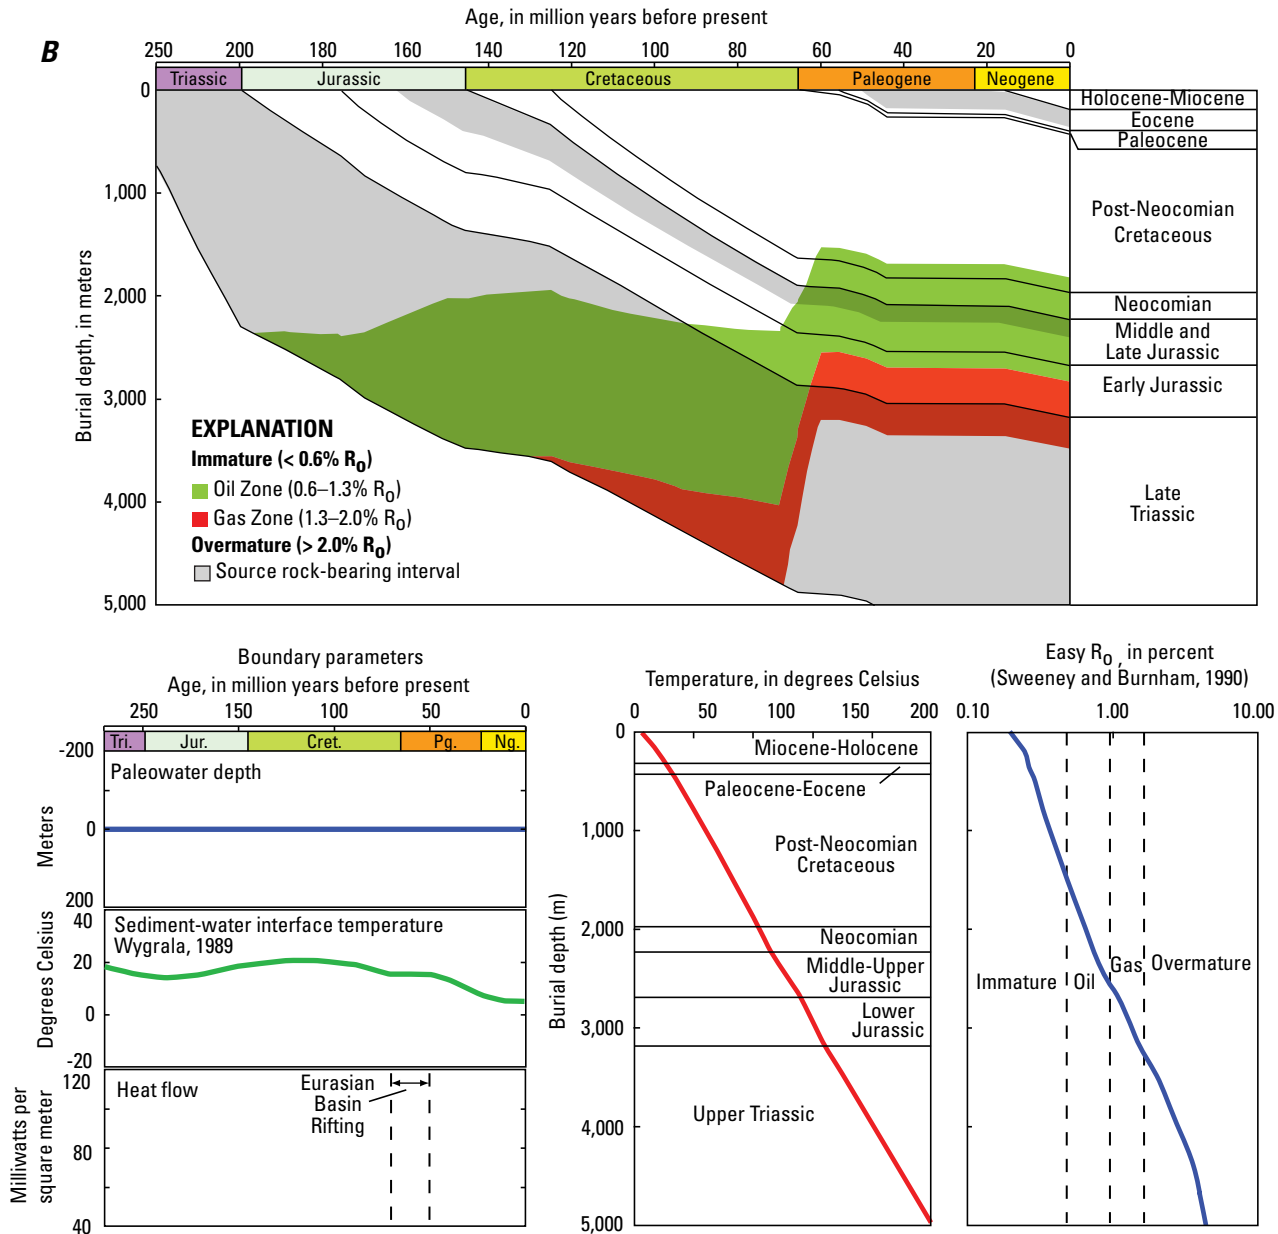 B
Age, in million years before present
250 200 180 160 140 120 100 80 60 40 20 0
Triassic Jurassic Cretaceous Paleogene Neogene
Burial depth, in meters
0
1,000
2,000
3,000
4,000
5,000
Holocene-Miocene
Eocene
Paleocene
Post-Neocomian
Cretaceous
Neocomian
Middle and
Late Jurassic
Early Jurassic
Late
Triassic
EXPLANATION
Immature (< 0.6% Ro)
Oil Zone (0.6–1.3% Ro)
Gas Zone (1.3–2.0% Ro)
Overmature (> 2.0% Ro)
Source rock-bearing interval
Boundary parameters
Age, in million years before present
250 200 150 100 50 0
Tri. Jur. Cret. Pg. Ng.
Meters
-200
0
200
Paleowater depth
Degrees Celsius
40
20
0
-20
Sediment-water interface temperature
Wygrala, 1989
Milliwatts per
square meter
120
80
40
Heat flow
Eurasian
Basin
Rifting
Temperature, in degrees Celsius
0 50 100 150 200
Burial depth (m)
0
1,000
2,000
3,000
4,000
5,000
Miocene-Holocene
Paleocene-Eocene
Post-Neocomian
Cretaceous
Neocomian
Middle-Upper
Jurassic
Lower
Jurassic
Upper Triassic
Easy Ro, in percent
(Sweeney and Burnham, 1990)
0.10 1.00 10.00
Immature Oil Gas Overmature